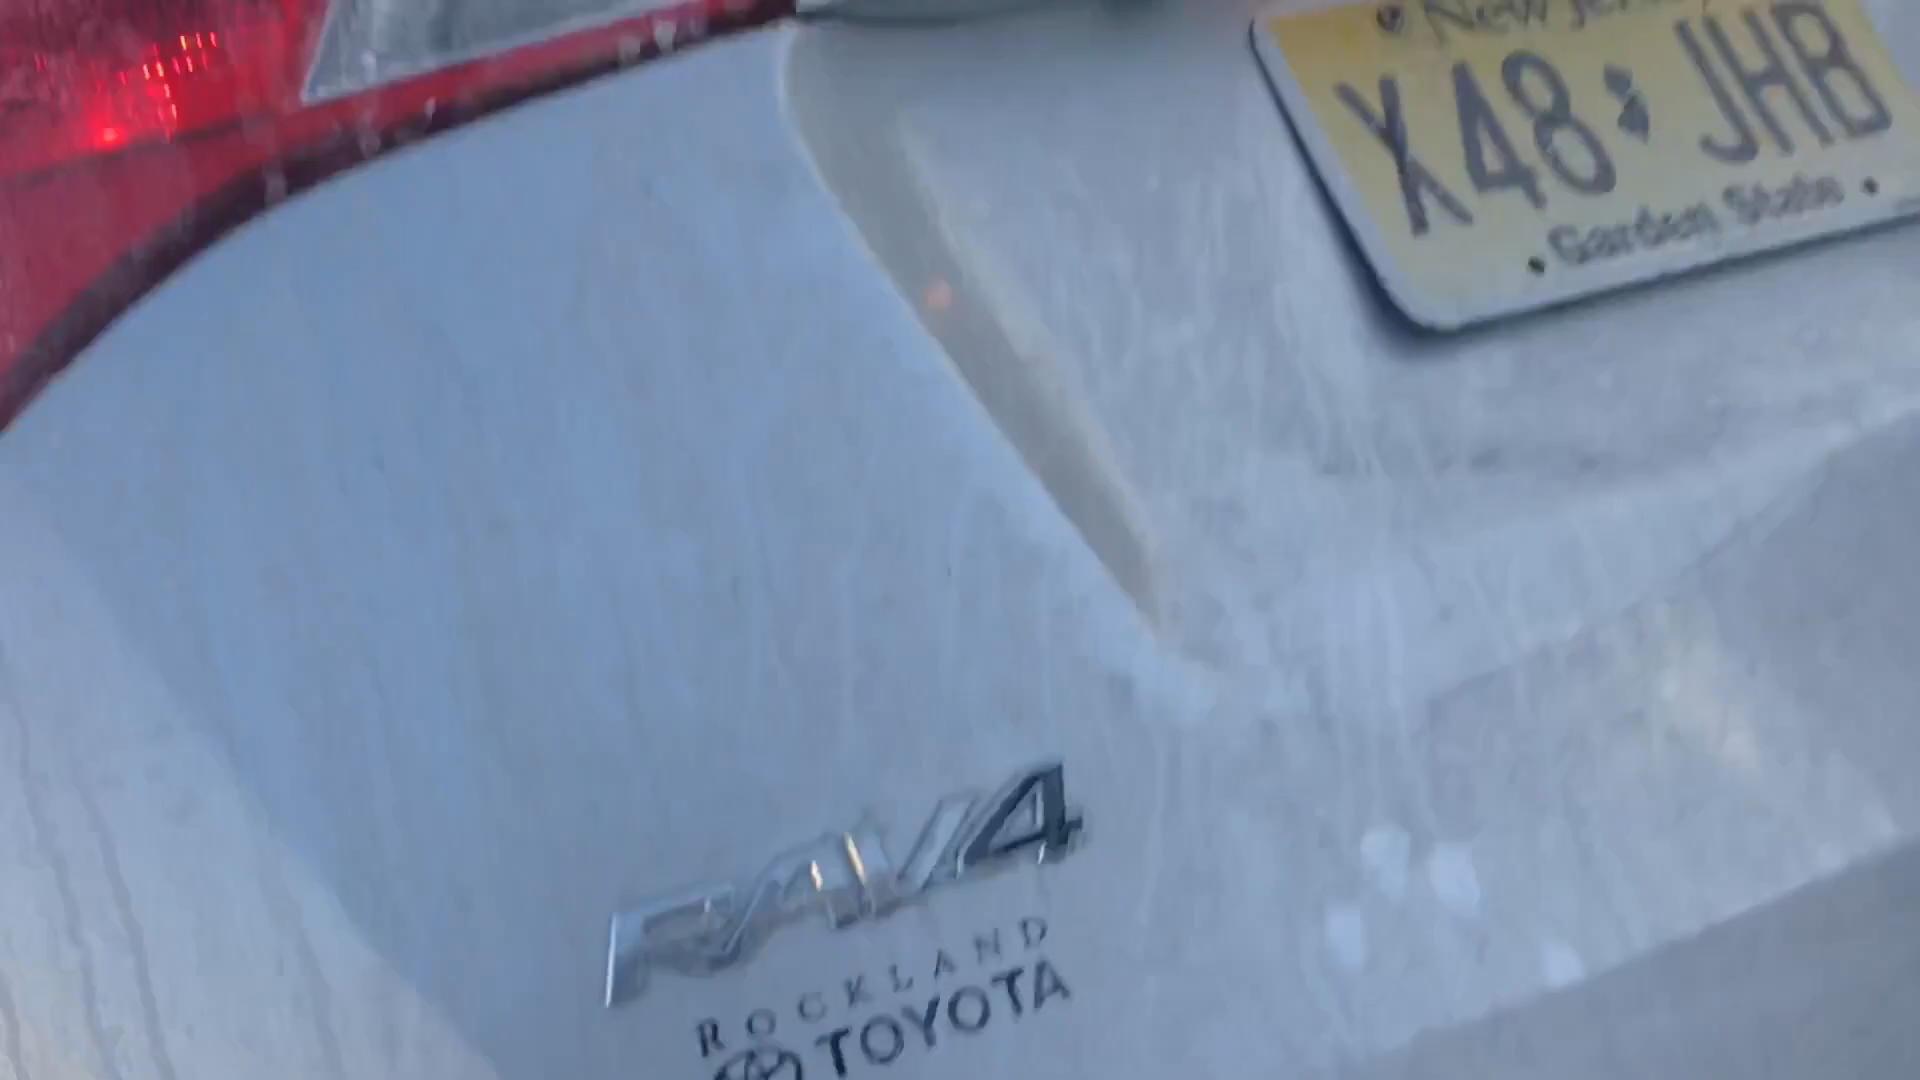 New Jersey
X48 JHB
Garden State
RAV4
ROCKLAND
TOYOTA